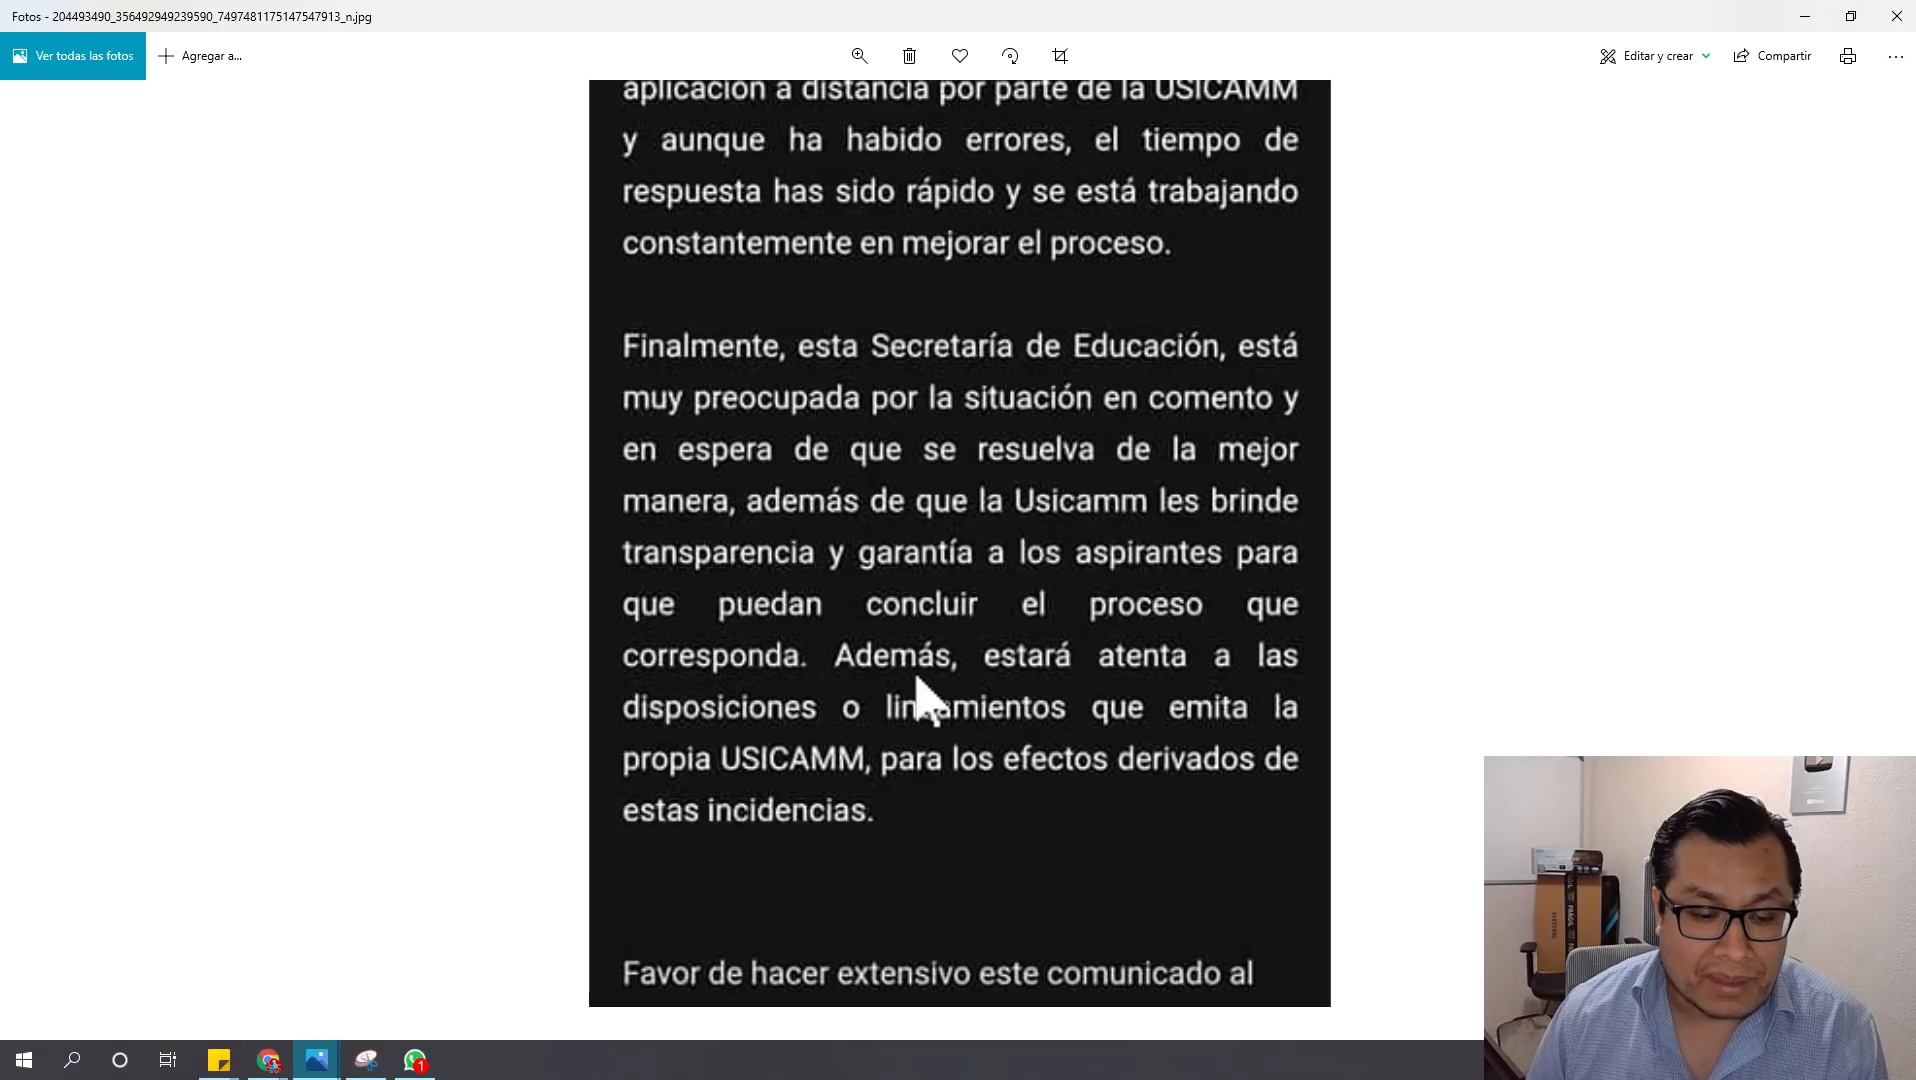 Fotos - 204493490_356492949239590_7497481175147547913_n.jpg
Ver todas las fotos
Agregar a...
Editar y crear
Compartir
aplicación a distancia por parte de la USICAMM
y aunque ha habido errores, el tiempo de
respuesta has sido rápido y se está trabajando
constantemente en mejorar el proceso.
Finalmente, esta Secretaría de Educación, está
muy preocupada por la situación en comento y
en espera de que se resuelva de la mejor
manera, además de que la Usicamm les brinde
transparencia y garantía a los aspirantes para
que puedan concluir el proceso que
corresponda. Además, estará atenta a las
disposiciones o lineamientos que emita la
propia USICAMM, para los efectos derivados de
estas incidencias.
Favor de hacer extensivo este comunicado al
FRÁGIL
1